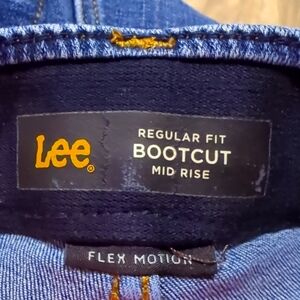 Lee®
REGULAR FIT
BOOTCUT
MID RISE
FLEX MOTION